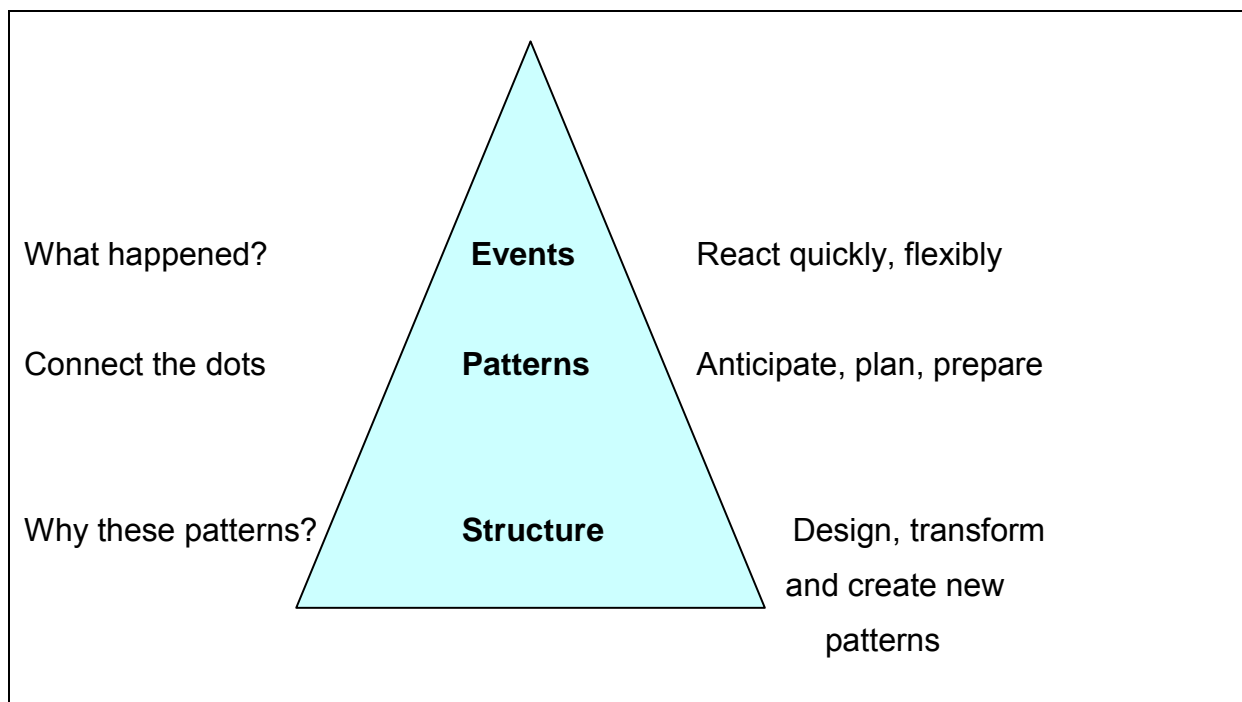 What happened? Events React quickly, flexibly
Connect the dots Patterns Anticipate, plan, prepare
Why these patterns? Structure Design, transform
and create new
patterns